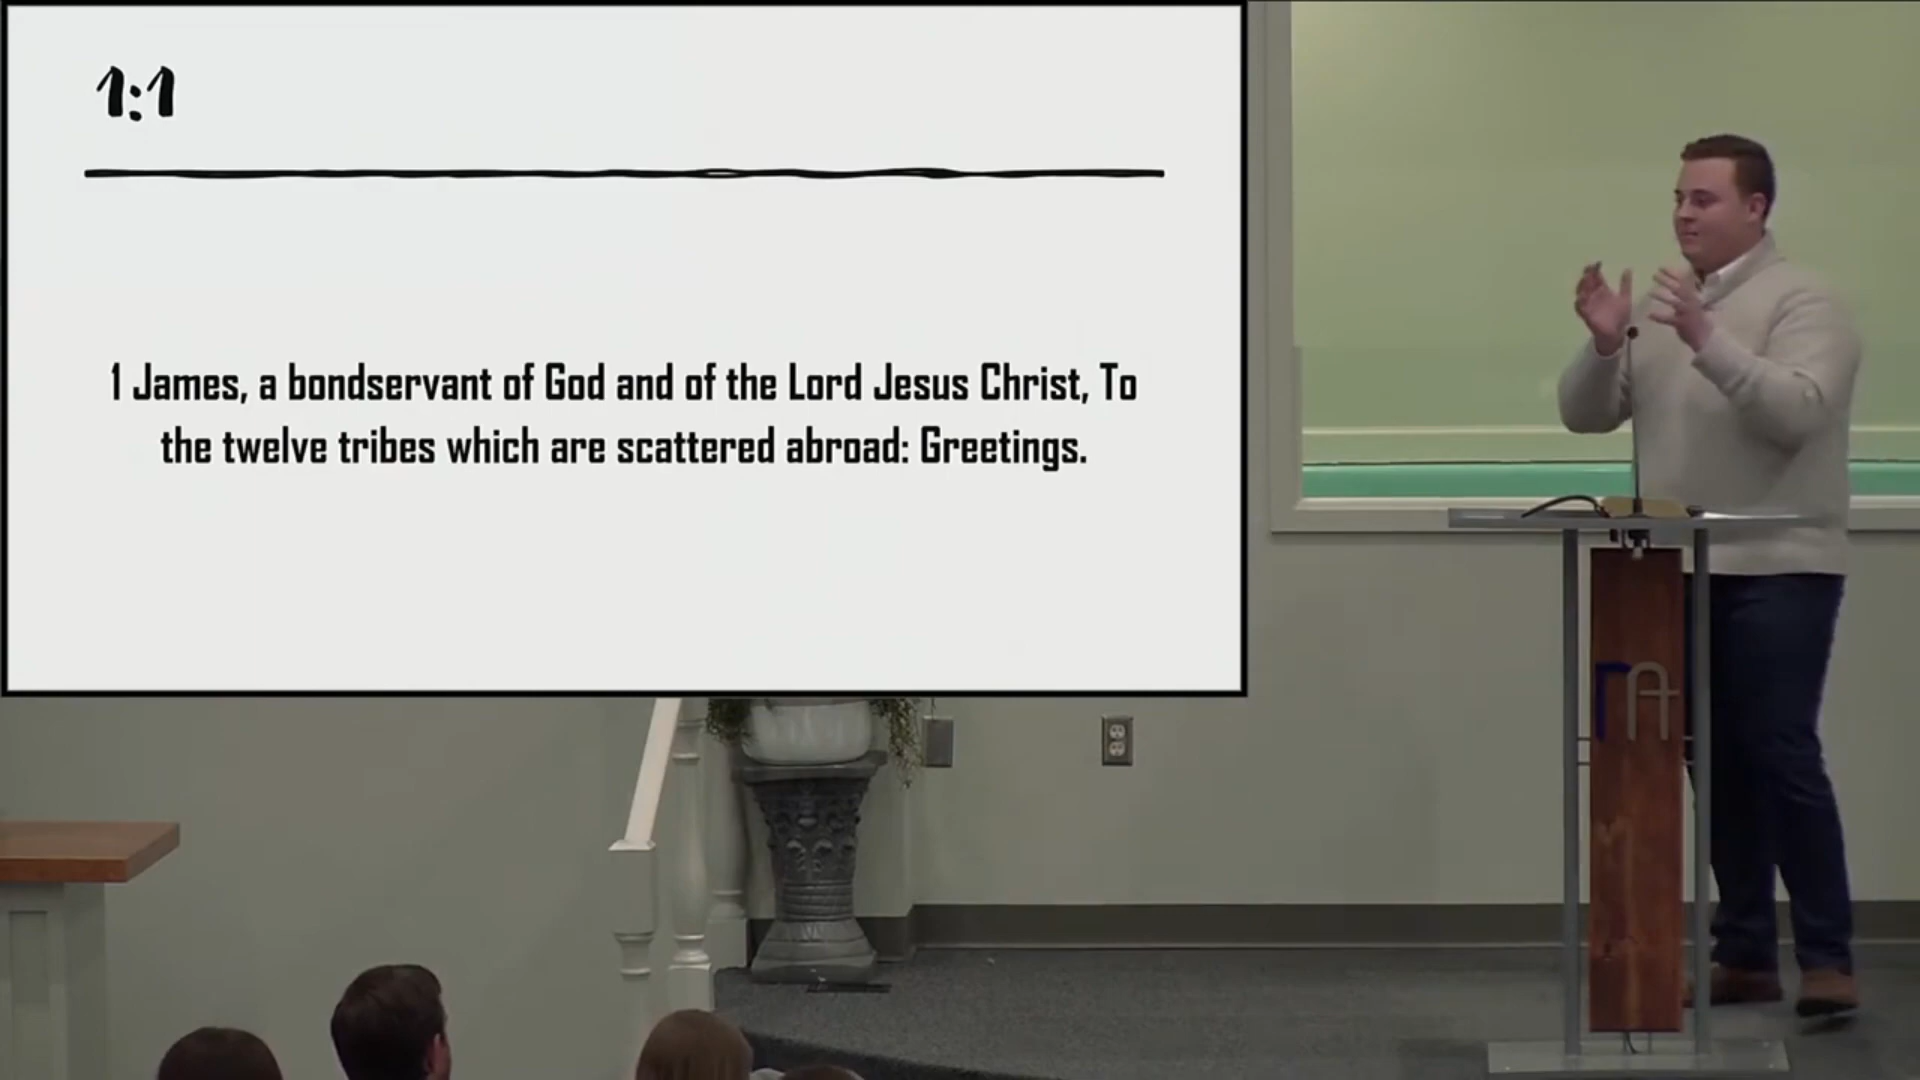 1:1
1 James, a bondservant of God and of the Lord Jesus Christ, To
the twelve tribes which are scattered abroad: Greetings.